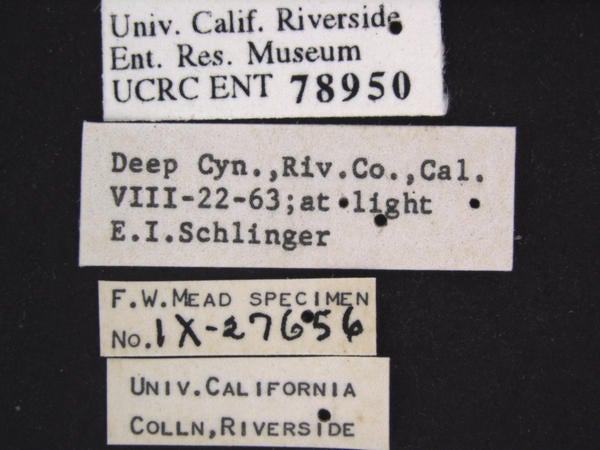 Univ. Calif. Riverside
Ent. Res. Museum
UCRC ENT 78950
Deep Cyn.,Riv.Co.,Cal.
VIII-22-63;at light
E.I.Schlinger
F.W.MEAD SPECIMEN
No.IX-27656
UNIV.CALIFORNIA
COLLN,RIVERSIDE